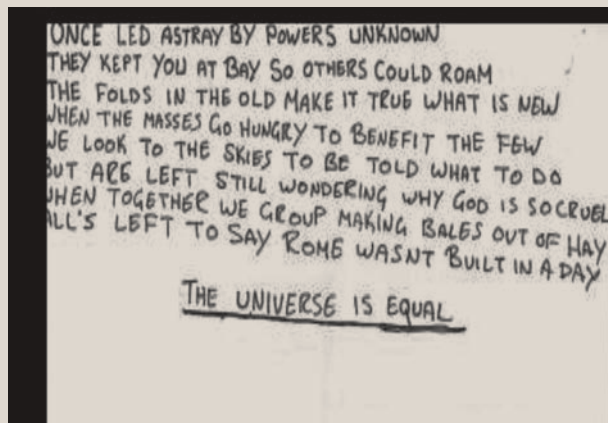 ONCE LED ASTRAY BY POWERS UNKNOWN
THEY KEPT YOU AT BAY SO OTHERS COULD ROAM
THE FOLDS IN THE OLD MAKE IT TRUE WHAT IS NEW
WHEN THE MASSES GO HUNGRY TO BENEFIT THE FEW
WE LOOK TO THE SKIES TO BE TOLD WHAT TO DO
BUT ARE LEFT STILL WONDERING WHY GOD IS SO CRUEL
WHEN TOGETHER WE GROUP MAKING BALES OUT OF HAY
ALL'S LEFT TO SAY ROME WASNT BUILT IN A DAY
THE UNIVERSE IS EQUAL